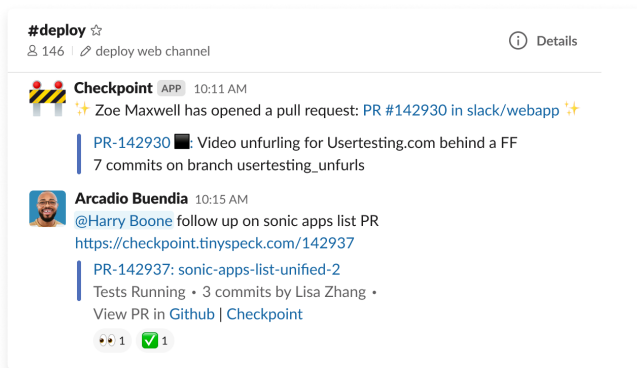 #deploy
146 | deploy web channel
Details
Checkpoint APP 10:11 AM
✨ Zoe Maxwell has opened a pull request: PR #142930 in slack/webapp ✨
PR-142930 ⬛: Video unfurling for Usertesting.com behind a FF
7 commits on branch usertesting_unfurls
Arcadio Buendia 10:15 AM
@Harry Boone follow up on sonic apps list PR
https://checkpoint.tinyspeck.com/142937
PR-142937: sonic-apps-list-unified-2
Tests Running • 3 commits by Lisa Zhang •
View PR in Github | Checkpoint
👀 1 ✅ 1